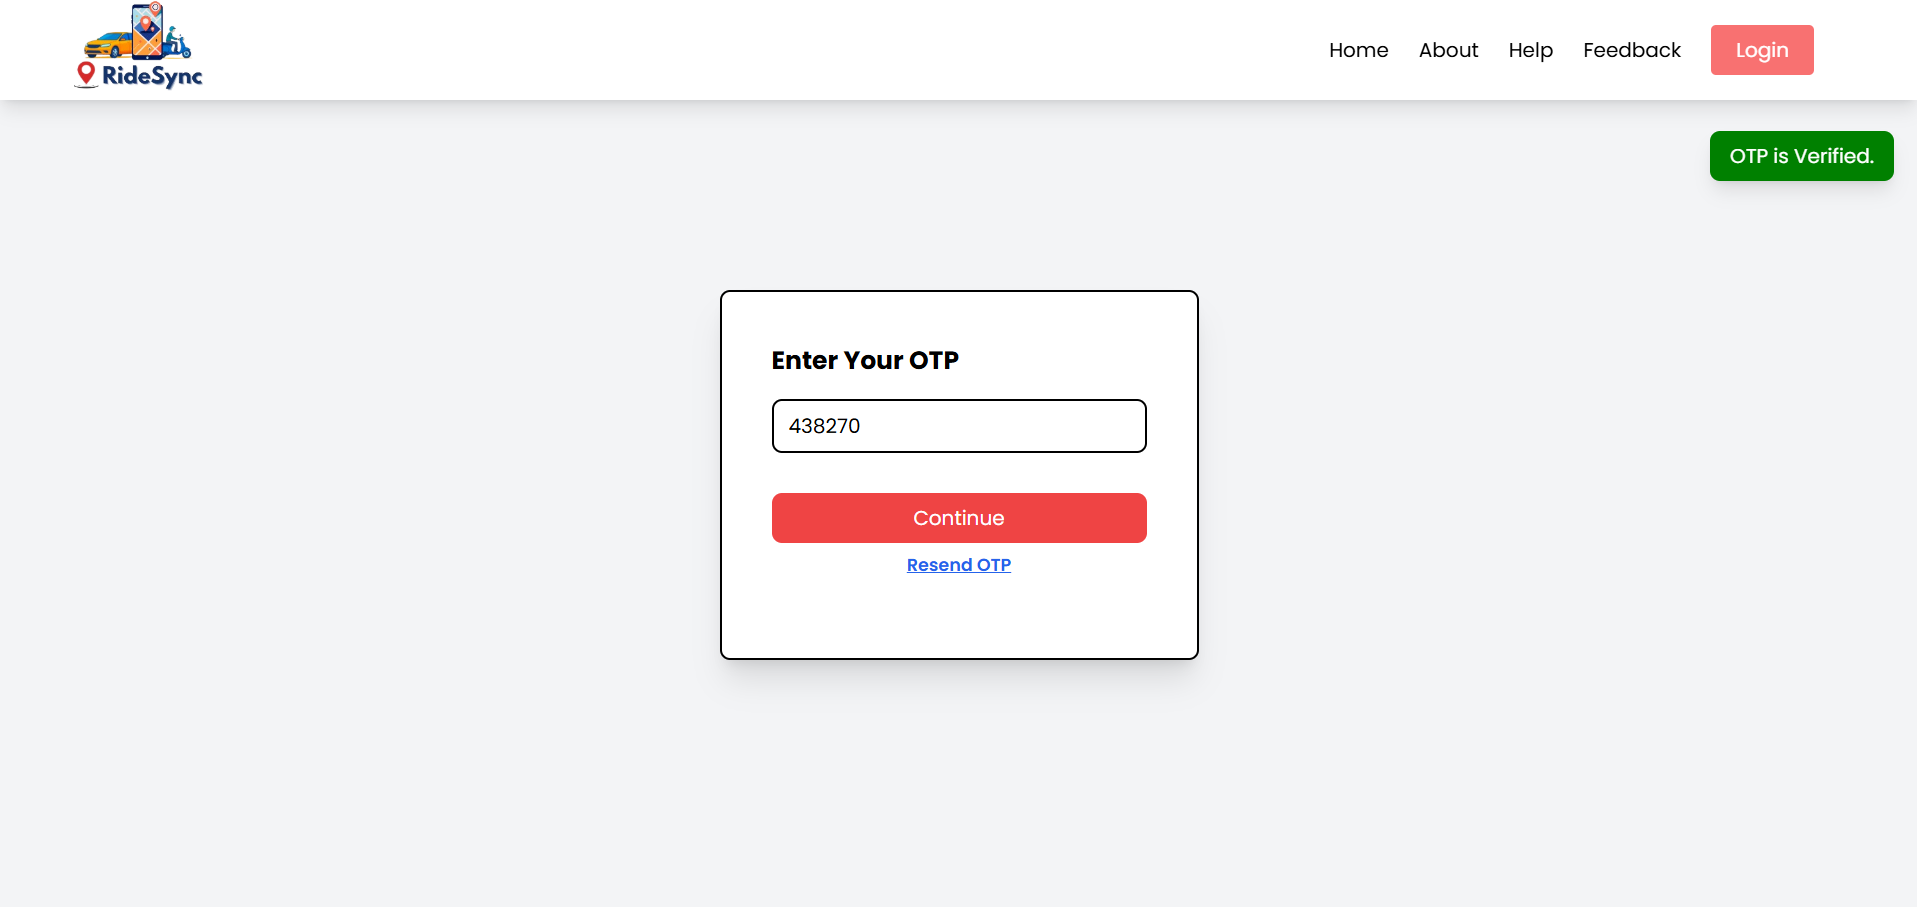 RideSync
Home About Help Feedback Login
OTP is Verified.
Enter Your OTP
438270
Continue
Resend OTP